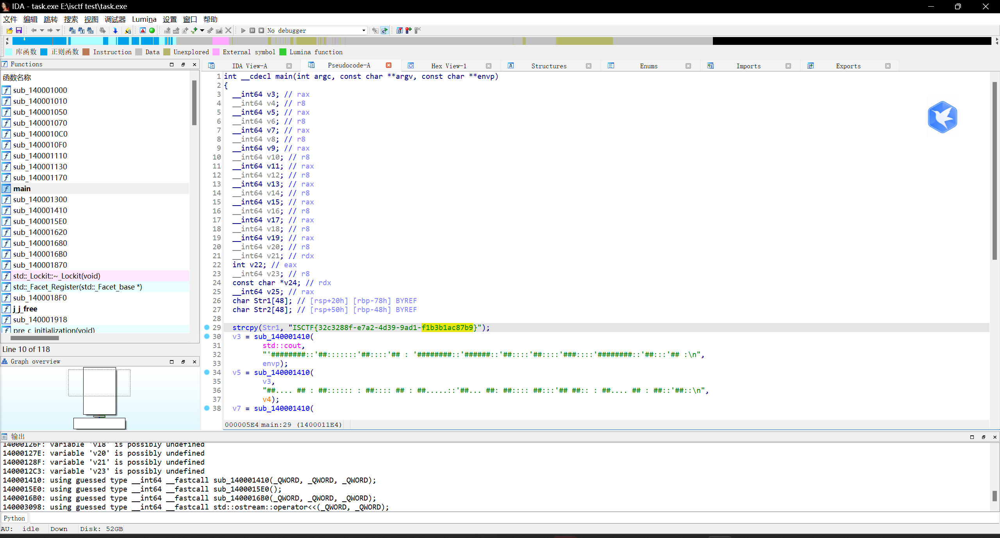 IDA - task.exe E:\isctf test\task.exe
文件 编辑 跳转 搜索 视图 调试器 Lumina 设置 窗口 帮助
No debugger
库函数 正则函数 Instruction Data Unexplored External symbol Lumina function
Functions
函数名称
sub_140001000
sub_140001010
sub_140001050
sub_140001070
sub_1400010C0
sub_1400010F0
sub_140001110
sub_140001130
sub_140001170
main
sub_140001300
sub_140001410
sub_1400015E0
sub_140001620
sub_140001680
sub_1400016B0
sub_140001870
std::_Lockit::~_Lockit(void)
std::_Facet_Register(std::_Facet_base *)
sub_1400018F0
j_j_free
sub_140001918
pre_c_initialization(void)
Line 10 of 118
Graph overview
IDA View-A Pseudocode-A Hex View-1 Structures Enums Imports Exports
1 int __cdecl main(int argc, const char **argv, const char **envp)
2 {
3 __int64 v3; // rax
4 __int64 v4; // r8
5 __int64 v5; // rax
6 __int64 v6; // r8
7 __int64 v7; // rax
8 __int64 v8; // r8
9 __int64 v9; // rax
10 __int64 v10; // r8
11 __int64 v11; // rax
12 __int64 v12; // r8
13 __int64 v13; // rax
14 __int64 v14; // r8
15 __int64 v15; // rax
16 __int64 v16; // r8
17 __int64 v17; // rax
18 __int64 v18; // r8
19 __int64 v19; // rax
20 __int64 v20; // r8
21 __int64 v21; // rdx
22 int v22; // eax
23 __int64 v23; // r8
24 const char *v24; // rdx
25 __int64 v25; // rax
26 char Str1[48]; // [rsp+20h] [rbp-78h] BYREF
27 char Str2[48]; // [rsp+50h] [rbp-48h] BYREF
28
29 strcpy(Str1, "ISCTF{32c3288f-e7a2-4d39-9ad1-f1b3b1ac87b9}");
30 v3 = sub_140001410(
31 std::cout,
32 "'########::'##:::::::'##::::'## : '########::'######::'##::::'##::::'###::::'########::'##:::'## :\n",
33 envp);
34 v5 = sub_140001410(
35 v3,
36 "##.... ## : ##:::::: : ##:::: ## : ##.....::'##... ##: ##:::: ##:::'## ##:: : ##.... ## : ##::'##::\n",
37 v4);
38 v7 = sub_140001410(
000005E4 main:29 (1400011E4)
输出
14000126F: variable 'v18' is possibly undefined
14000127E: variable 'v20' is possibly undefined
14000128F: variable 'v21' is possibly undefined
1400012C3: variable 'v23' is possibly undefined
140001410: using guessed type __int64 __fastcall sub_140001410(_QWORD, _QWORD, _QWORD);
1400015E0: using guessed type __int64 __fastcall sub_1400015E0();
1400016B0: using guessed type __int64 __fastcall sub_1400016B0(_QWORD, _QWORD, _QWORD);
140003098: using guessed type __int64 __fastcall std::ostream::operator<<(_QWORD, _QWORD);
Python
AU: idle Down Disk: 52GB